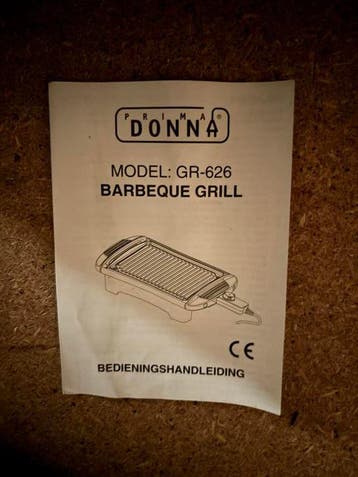 PRIMA®
DONNA
MODEL: GR-626
BARBEQUE GRILL
CE
BEDIENINGSHANDLEIDING